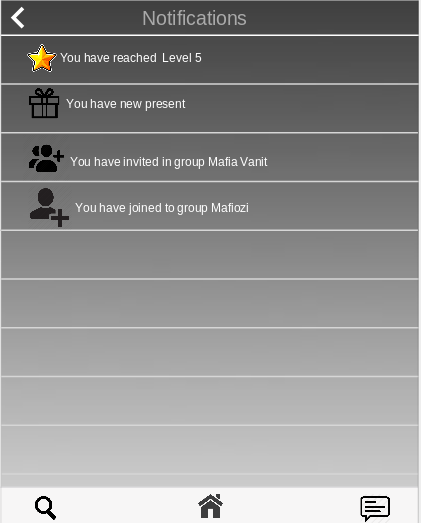 Notifications
You have reached Level 5
You have new present
You have invited in group Mafia Vanit
You have joined to group Mafiozi